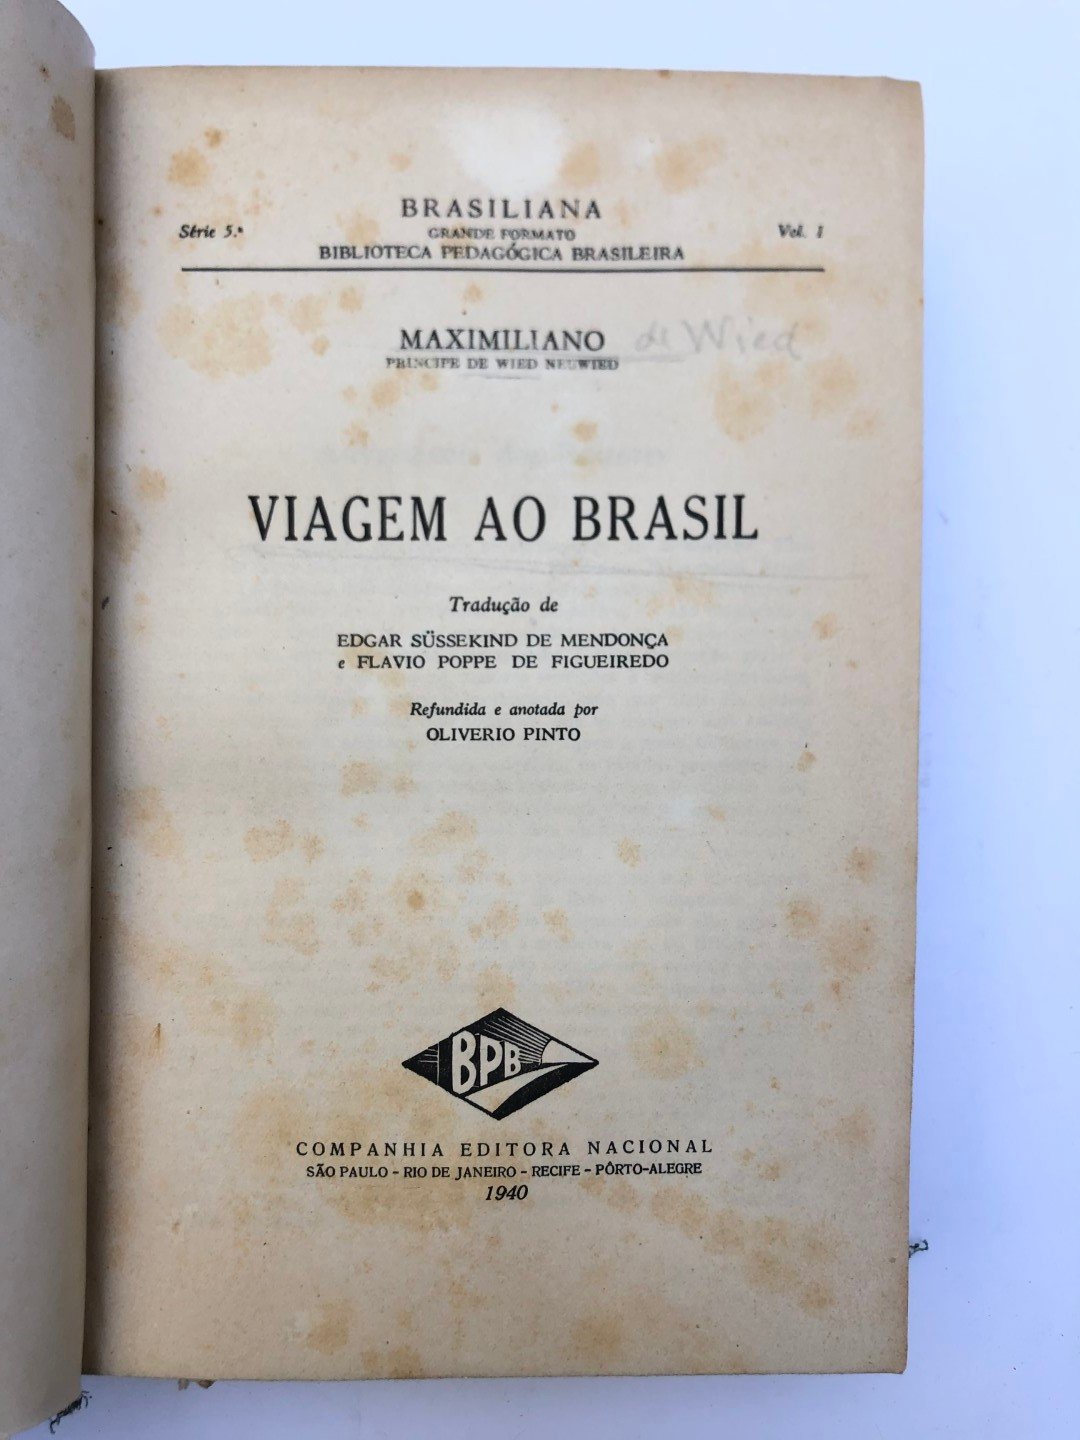 BRASILIANA
Série 5.ª GRANDE FORMATO Vol. 1
BIBLIOTECA PEDAGÓGICA BRASILEIRA
MAXIMILIANO de Wied
PRINCIPE DE WIED NEUWIED
VIAGEM AO BRASIL
Tradução de
EDGAR SÜSSEKIND DE MENDONÇA
e FLAVIO POPPE DE FIGUEIREDO
Refundida e anotada por
OLIVERIO PINTO
BPB
COMPANHIA EDITORA NACIONAL
SÃO PAULO - RIO DE JANEIRO - RECIFE - PÔRTO-ALEGRE
1940